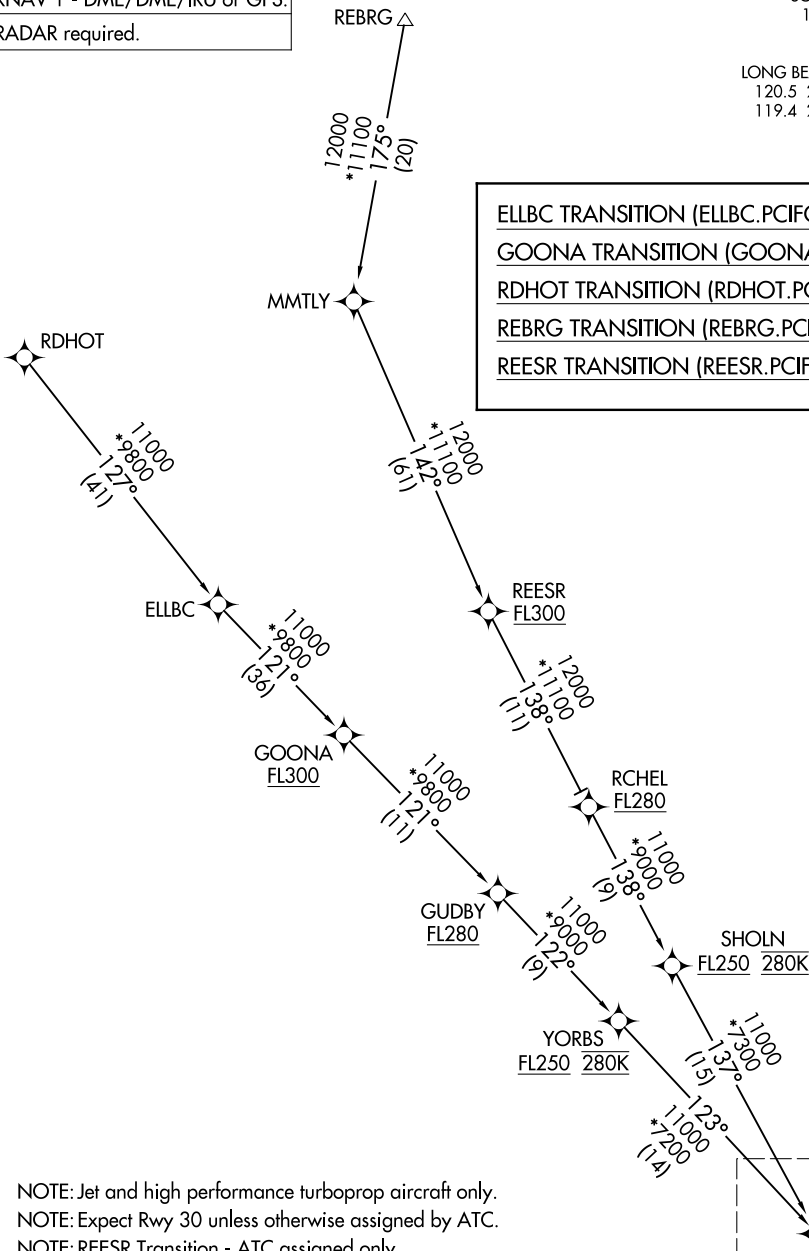 RNAV 1 - DME/DME/IRU or GPS.
RADAR required.
REBRG
LONG BE
120.5
119.4
12000
*11100
175°
(20)
ELLBC TRANSITION (ELLBC.PCIF
GOONA TRANSITION (GOONA
RDHOT TRANSITION (RDHOT.PC
REBRG TRANSITION (REBRG.PCI
REESR TRANSITION (REESR.PCIF
MMTLY
RDHOT
11000
*9800
127°
(41)
12000
*11100
142°
(61)
REESR
FL300
ELLBC
11000
*9800
121°
(36)
12000
*11100
138°
(11)
GOONA
FL300
11000
*9800
121°
(11)
RCHEL
FL280
11000
*9000
138°
(9)
GUDBY
FL280
11000
*9000
122°
(9)
SHOLN
FL250 280K
YORBS
FL250 280K
11000
*7300
137°
(15)
123°
11000
*7200
(14)
NOTE: Jet and high performance turboprop aircraft only.
NOTE: Expect Rwy 30 unless otherwise assigned by ATC.
NOTE: REESR Transition - ATC assigned only